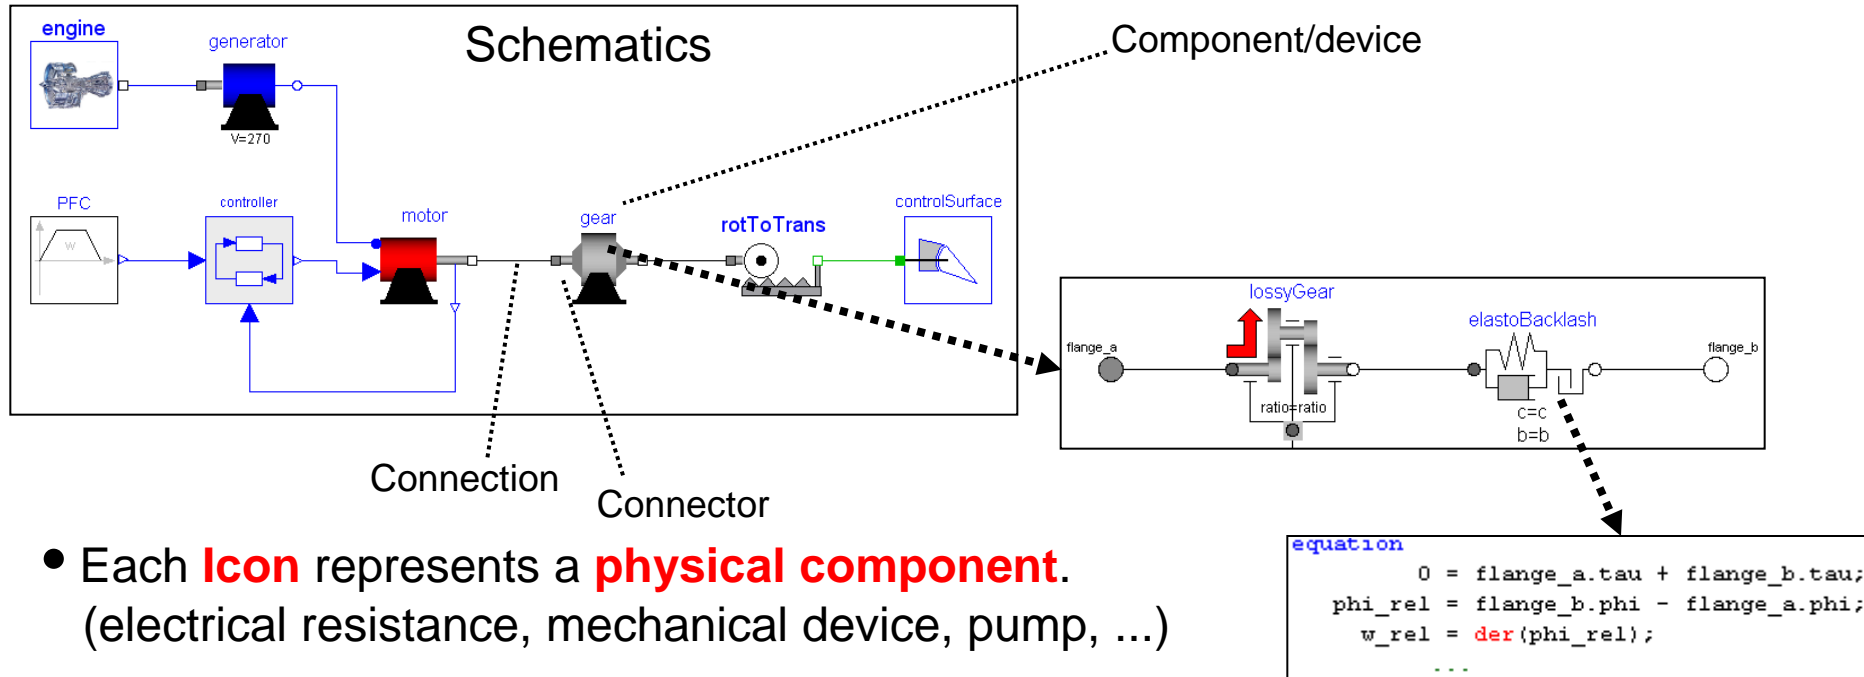 Schematics
engine
generator
V=270
PFC
w
controller
motor
gear
rotToTrans
controlSurface
Component/device
Connection
Connector
lossyGear
elastoBacklash
flange_a
flange_b
ratio=ratio
c=c
b=b
• Each Icon represents a physical component.
(electrical resistance, mechanical device, pump, ...)
equation
0 = flange_a.tau + flange_b.tau;
phi_rel = flange_b.phi - flange_a.phi;
w_rel = der(phi_rel);
...